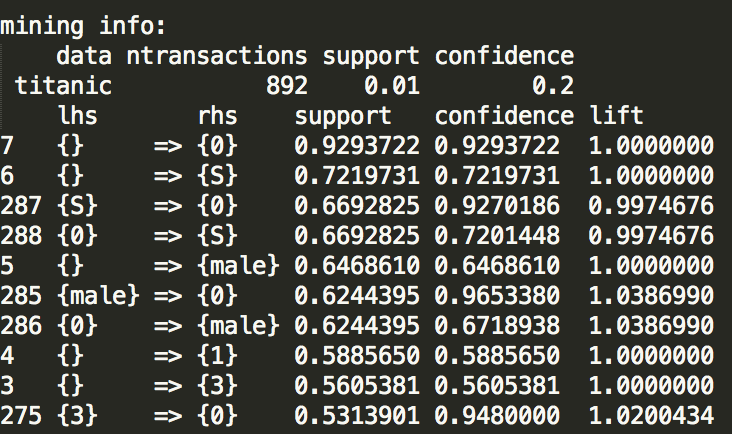 mining info:
    data ntransactions support confidence
 titanic           892    0.01        0.2
    lhs       rhs    support   confidence lift
7   {}     => {0}    0.9293722 0.9293722  1.0000000
6   {}     => {S}    0.7219731 0.7219731  1.0000000
287 {S}    => {0}    0.6692825 0.9270186  0.9974676
288 {0}    => {S}    0.6692825 0.7201448  0.9974676
5   {}     => {male} 0.6468610 0.6468610  1.0000000
285 {male} => {0}    0.6244395 0.9653380  1.0386990
286 {0}    => {male} 0.6244395 0.6718938  1.0386990
4   {}     => {1}    0.5885650 0.5885650  1.0000000
3   {}     => {3}    0.5605381 0.5605381  1.0000000
275 {3}    => {0}    0.5313901 0.9480000  1.0200434